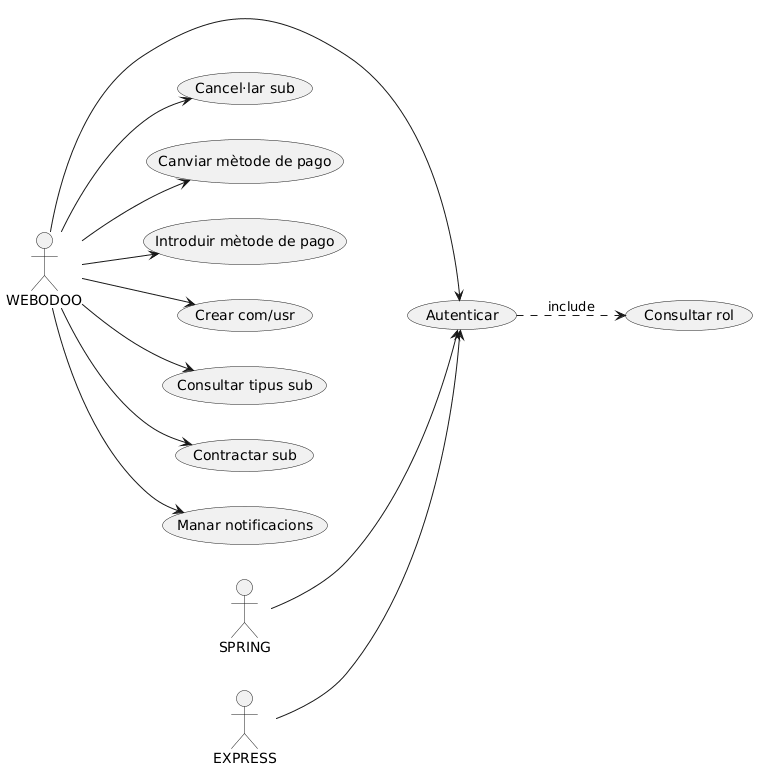 Cancel·lar sub
Canviar mètode de pago
Introduir mètode de pago
WEBODOO
Crear com/usr
Autenticar
include
Consultar rol
Consultar tipus sub
Contractar sub
Manar notificacions
SPRING
EXPRESS